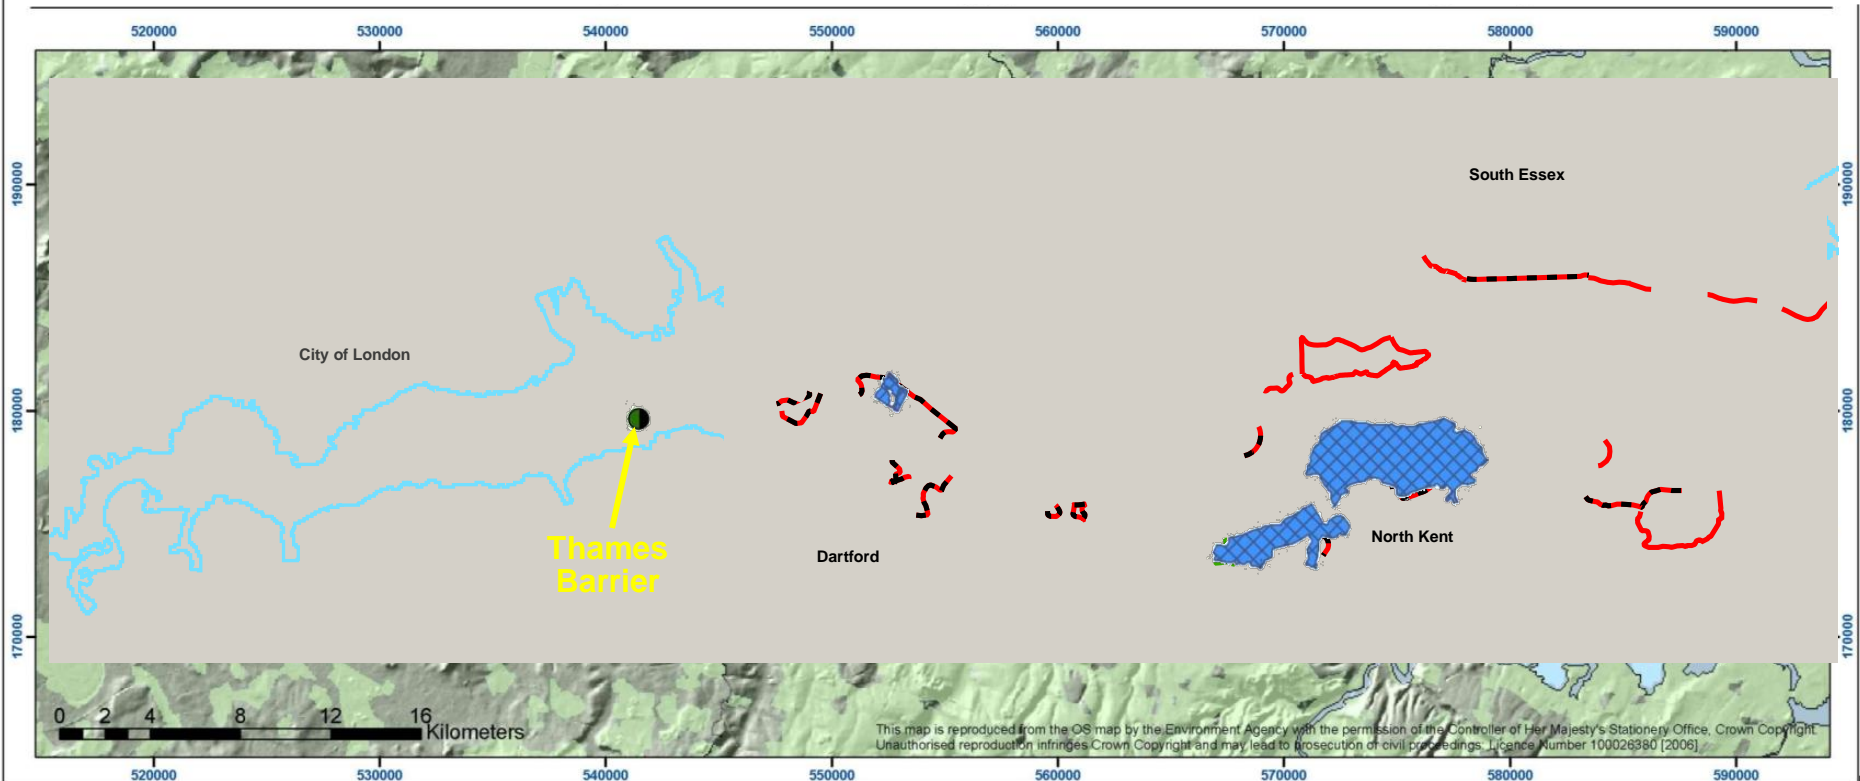 520000 530000 540000 550000 560000 570000 580000 590000
190000 190000
South Essex
City of London
180000 180000
Thames
Barrier
Dartford
North Kent
170000 170000
0 2 4 8 12 16
Kilometers
This map is reproduced from the OS map by the Environment Agency with the permission of the Controller of Her Majesty's Stationery Office, Crown Copyright.
Unauthorised reproduction infringes Crown Copyright and may lead to prosecution or civil proceedings. Licence Number 100026380 [2006]
520000 530000 540000 550000 560000 570000 580000 590000